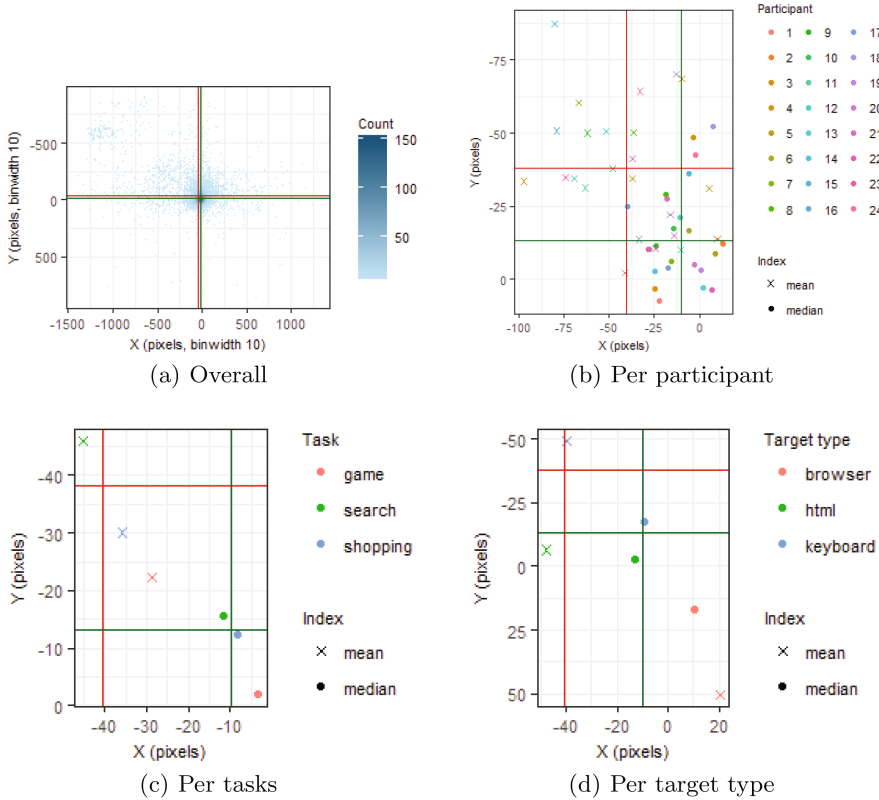 Count
150
100
50
-500
0
500
Y (pixels, binwidth 10)
-1500 -1000 -500 0 500 1000
X (pixels, binwidth 10)
(a) Overall
-75
-50
-25
0
Y (pixels)
-100 -75 -50 -25 0
X (pixels)
Participant
1 9 17
2 10 18
3 11 19
4 12 20
5 13 21
6 14 22
7 15 23
8 16 24
Index
mean
median
(b) Per participant
-40
-30
-20
-10
0
Y (pixels)
-40 -30 -20 -10
X (pixels)
Task
game
search
shopping
Index
mean
median
(c) Per tasks
-50
-25
0
25
50
Y (pixels)
-40 -20 0 20
X (pixels)
Target type
browser
html
keyboard
Index
mean
median
(d) Per target type